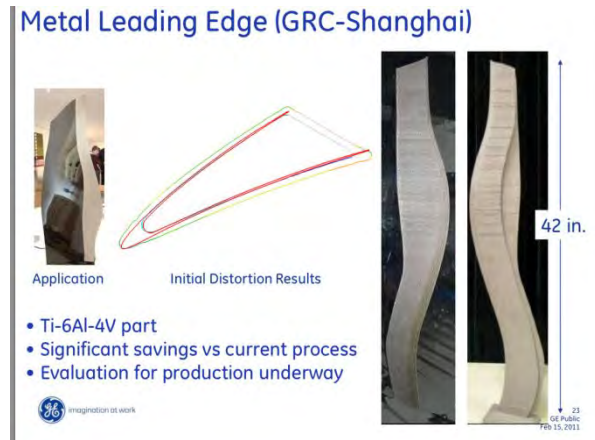 Metal Leading Edge (GRC-Shanghai)
42 in.
Application
Initial Distortion Results
• Ti-6Al-4V part
• Significant savings vs current process
• Evaluation for production underway
imagination at work
23
GE Public
Feb 15, 2011